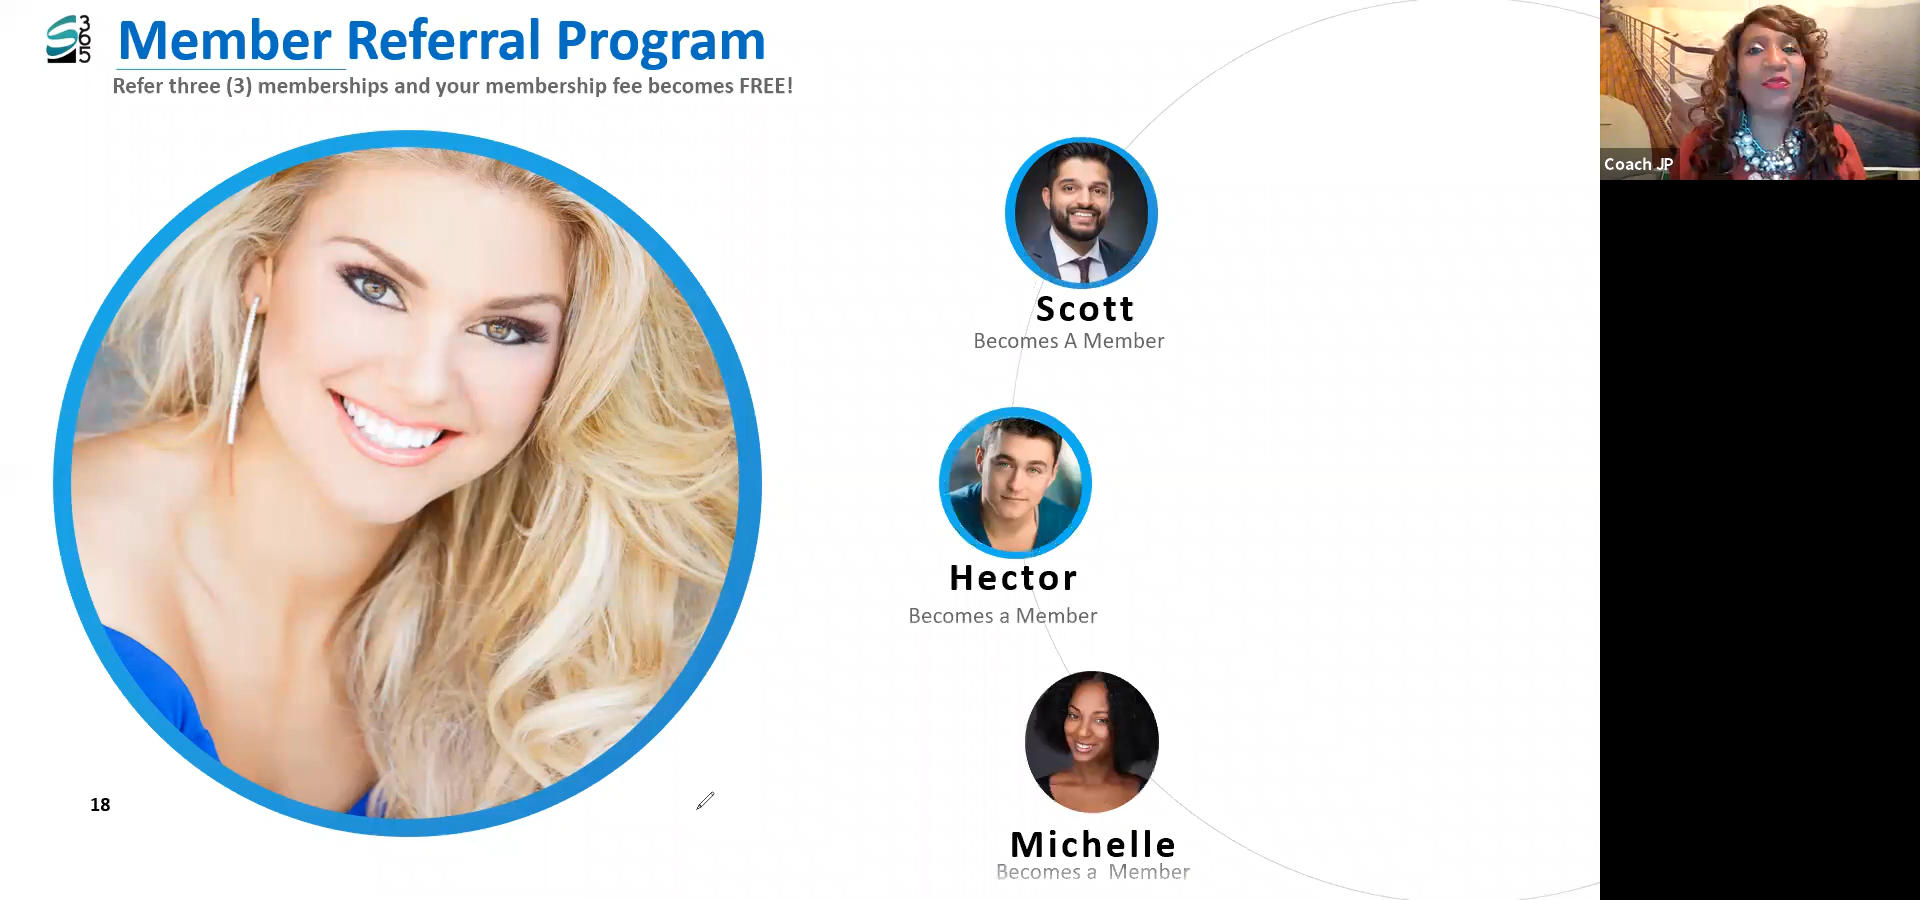 365
Member Referral Program
Refer three (3) memberships and your membership fee becomes FREE!
Coach JP
Scott
Becomes A Member
Hector
Becomes a Member
Michelle
Becomes a  Member
18